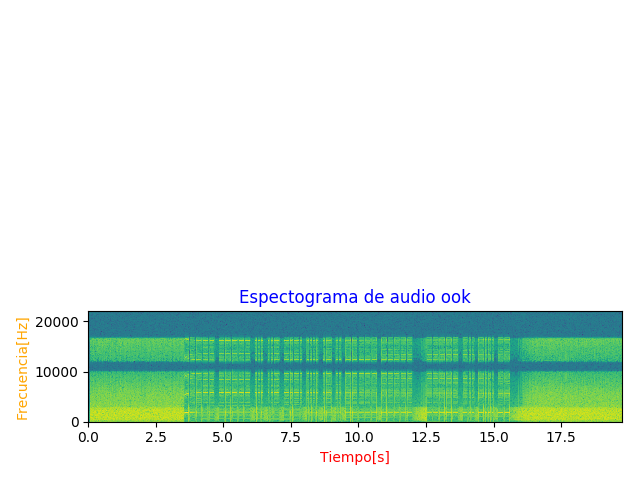 Espectograma de audio ook
Frecuencia[Hz]
20000
10000
0
0.0 2.5 5.0 7.5 10.0 12.5 15.0 17.5
Tiempo[s]